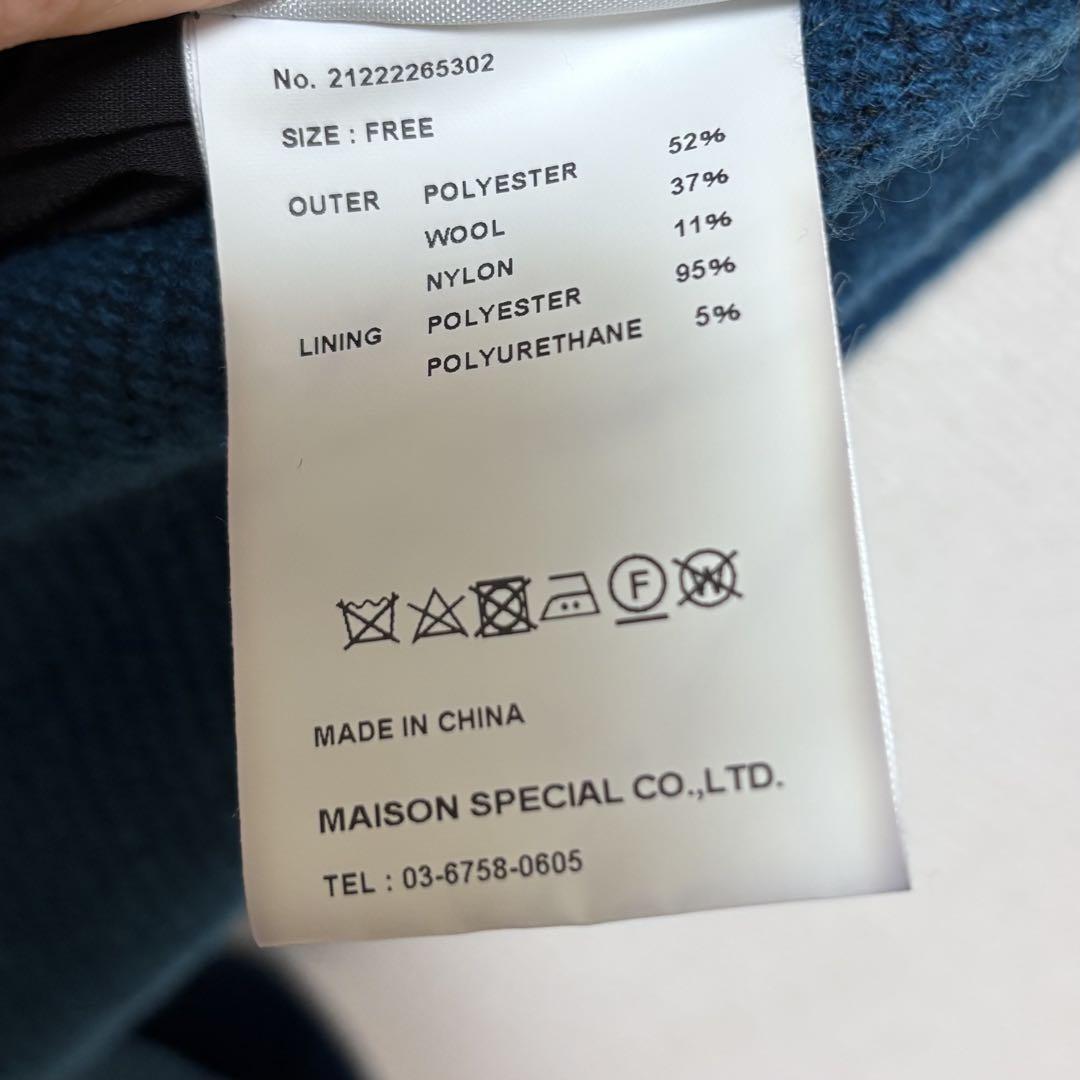 No. 21222265302
SIZE : FREE
OUTER POLYESTER 52%
WOOL 37%
NYLON 11%
LINING POLYESTER 95%
POLYURETHANE 5%
F W
MADE IN CHINA
MAISON SPECIAL CO.,LTD.
TEL : 03-6758-0605